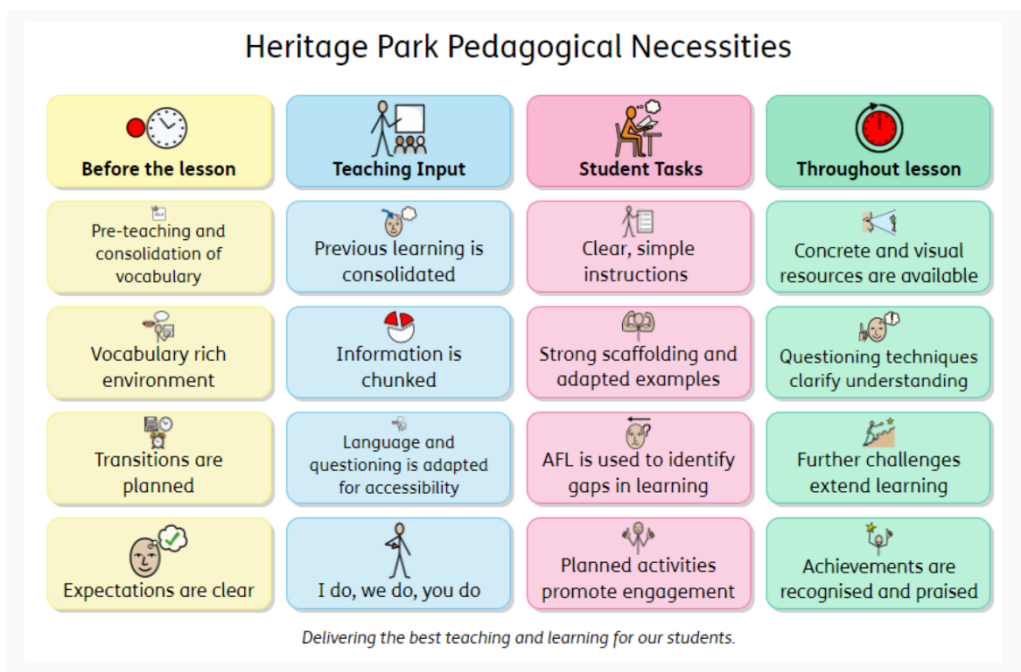 Heritage Park Pedagogical Necessities
Before the lesson
Teaching Input
Student Tasks
Throughout lesson
Pre-teaching and
consolidation of
vocabulary
Previous learning is
consolidated
Clear, simple
instructions
Concrete and visual
resources are available
Vocabulary rich
environment
Information is
chunked
Strong scaffolding and
adapted examples
Questioning techniques
clarify understanding
Transitions are
planned
Language and
questioning is adapted
for accessibility
AFL is used to identify
gaps in learning
Further challenges
extend learning
Expectations are clear
I do, we do, you do
Planned activities
promote engagement
Achievements are
recognised and praised
Delivering the best teaching and learning for our students.